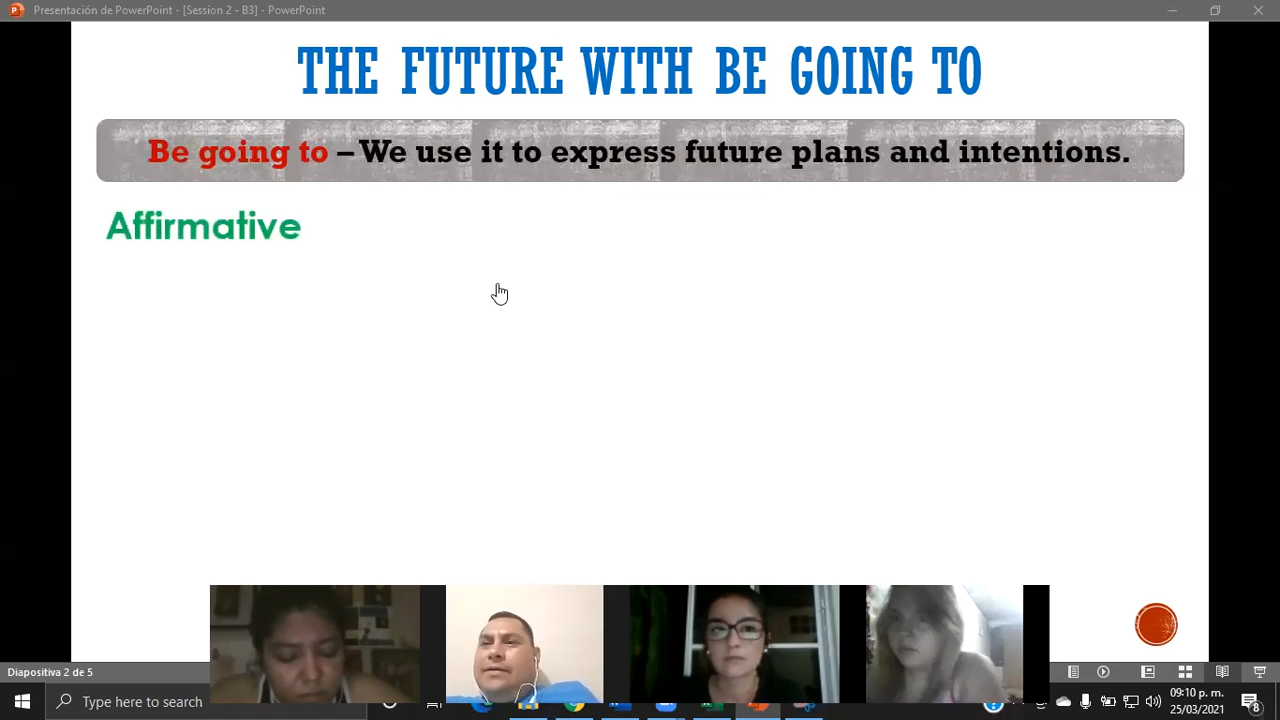 Presentación de PowerPoint - [Session 2 - B3] - PowerPoint
THE FUTURE WITH BE GOING TO
Be going to – We use it to express future plans and intentions.
Affirmative
Diapositiva 2 de 5
Type here to search
09:10 p. m.
25/03/2021
8